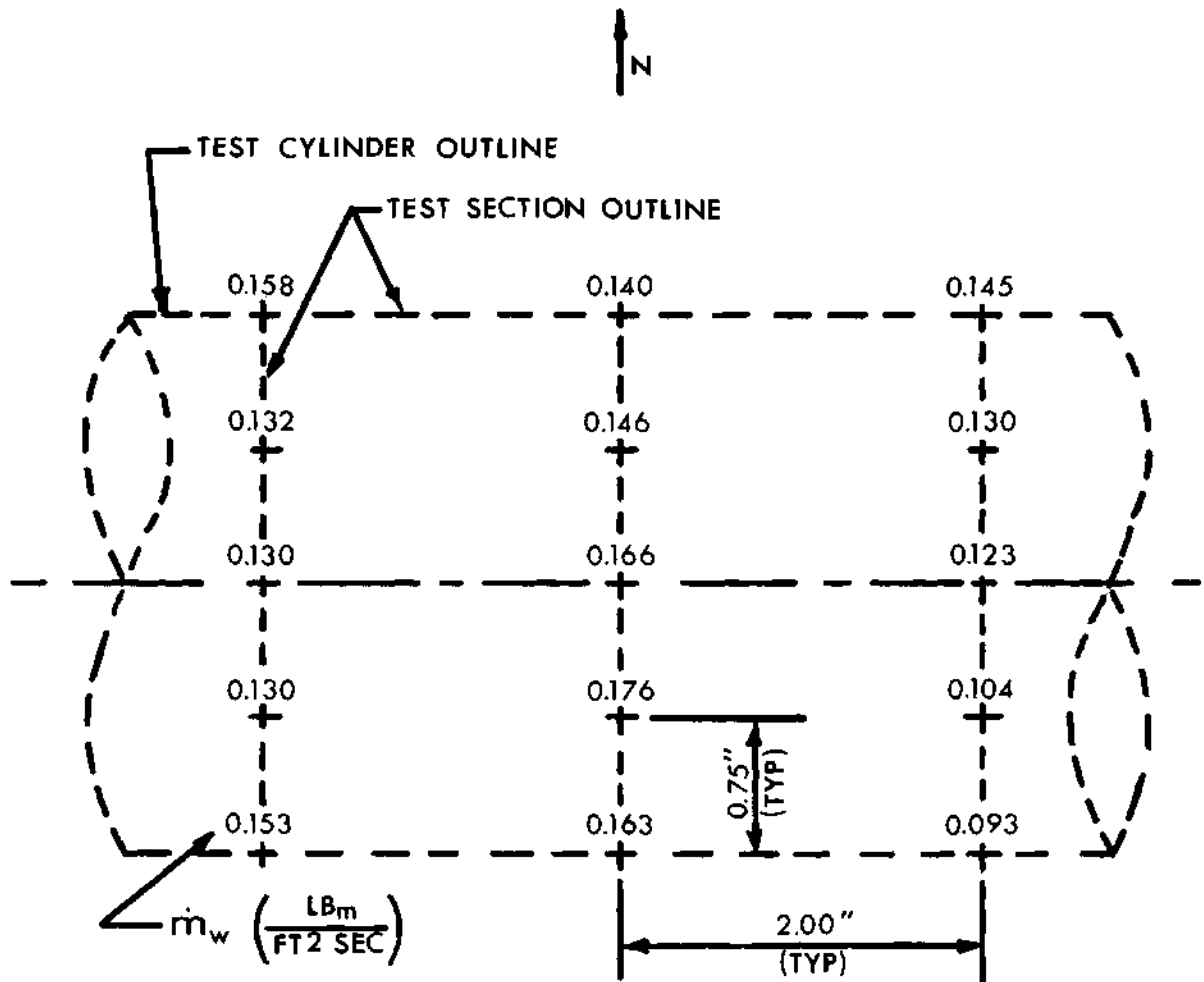 N
TEST CYLINDER OUTLINE
TEST SECTION OUTLINE
0.158 0.140 0.145
0.132 0.146 0.130
0.130 0.166 0.123
0.130 0.176 0.104
0.75"
(TYP)
0.153 0.163 0.093
ṁw (LBm / FT2 SEC)
2.00"
(TYP)